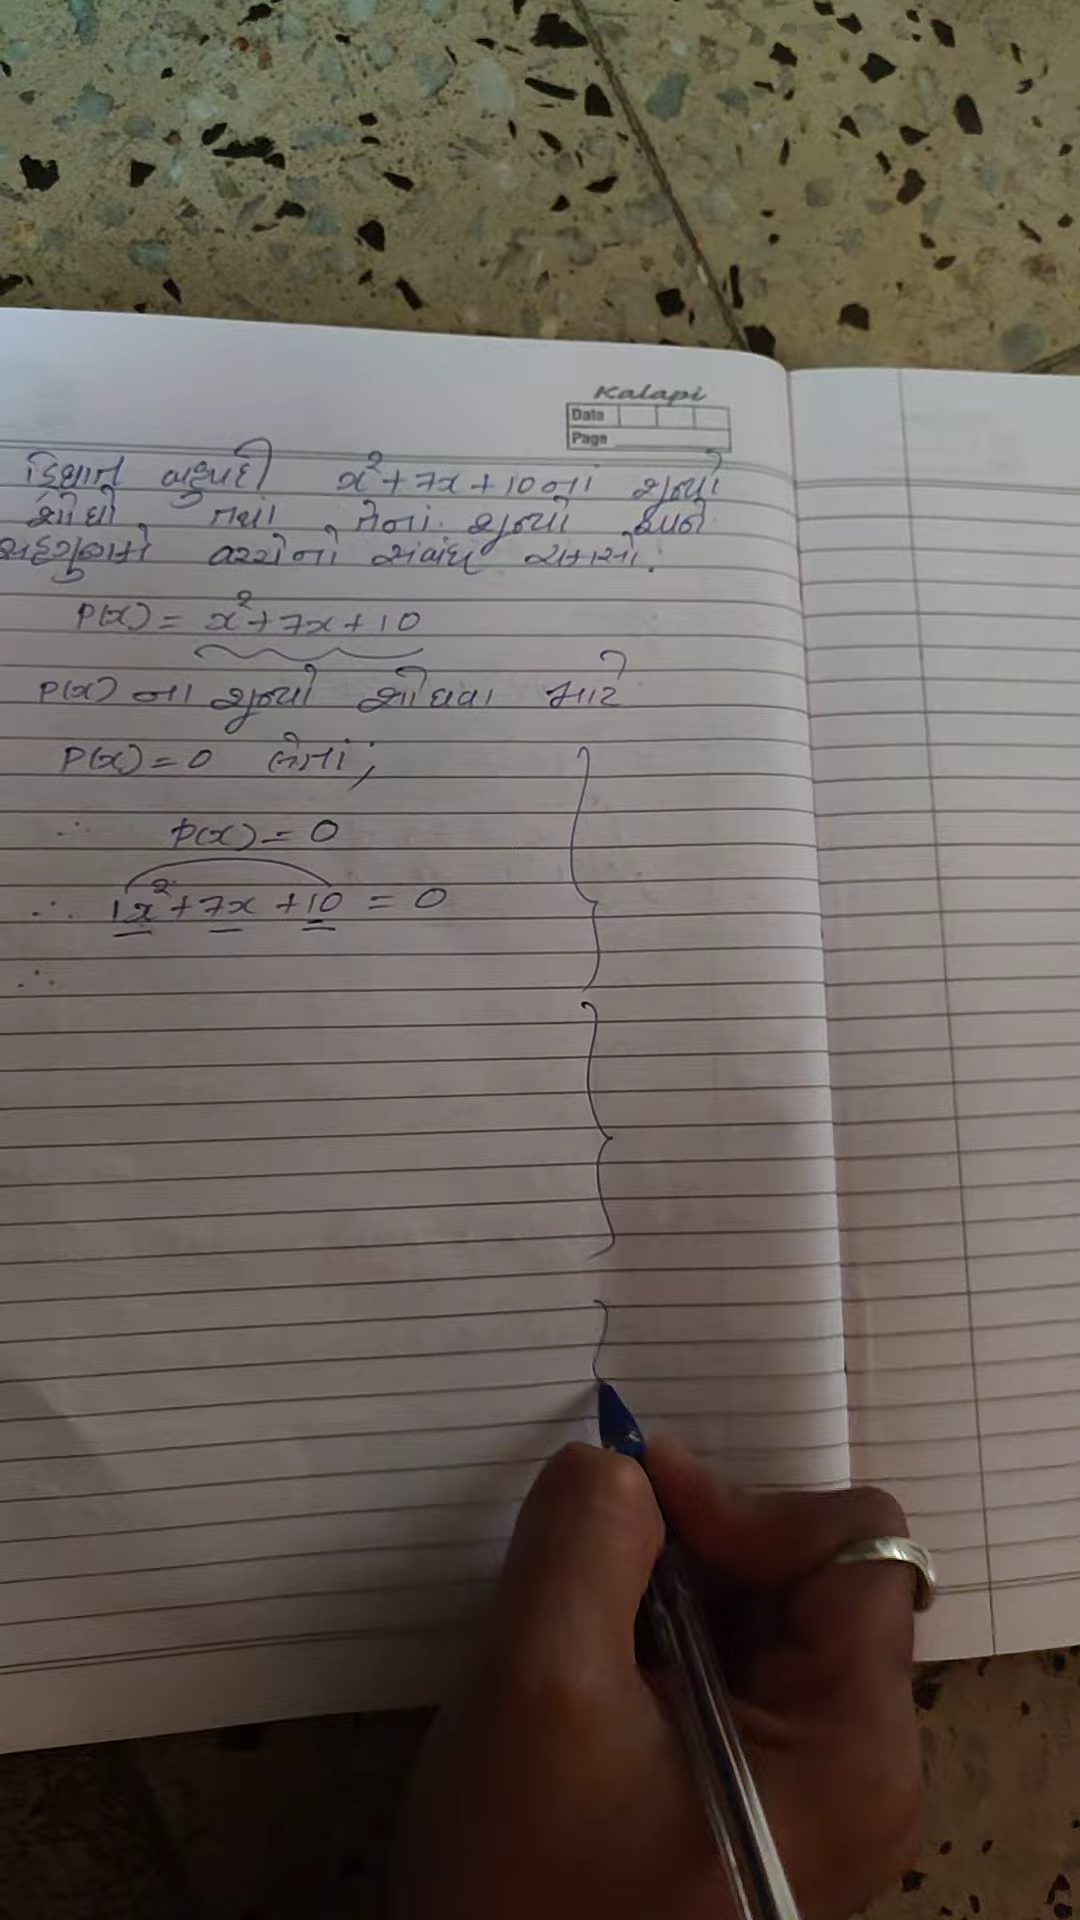 Kalapi
Date
Page
દ્વિઘાત બહુપદી x²+7x+10નાં શૂન્યો
શોધો તથા તેનાં શૂન્યો અને
સહગુણકો વચ્ચેનો સંબંધ ચકાસો.
P(x) = x²+7x+10
P(x) ના શૂન્યો શોધવા માટે
P(x)=0 લેતાં;
∴ P(x)=0
∴ 1x²+7x+10 = 0
∴